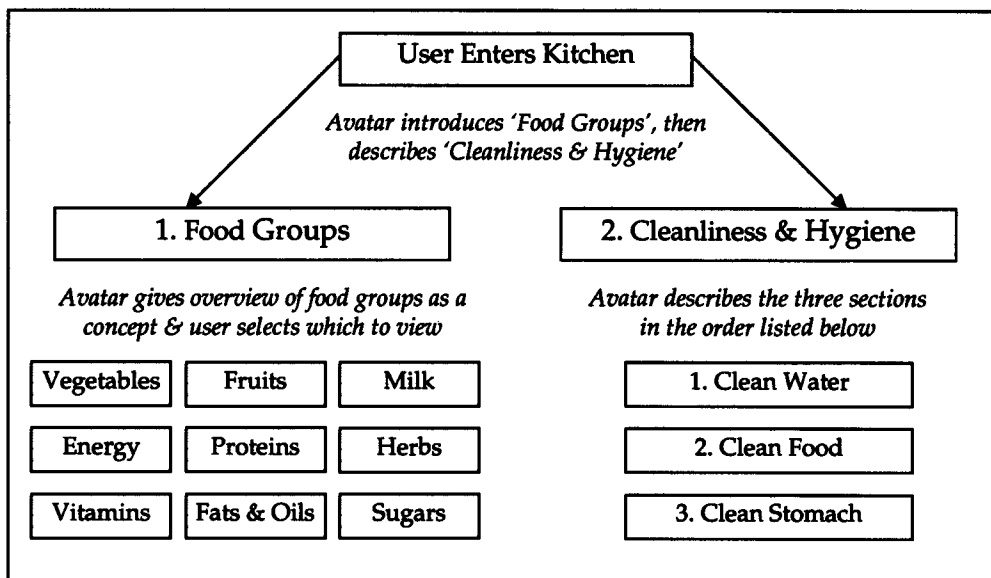 User Enters Kitchen
Avatar introduces 'Food Groups', then
describes 'Cleanliness & Hygiene'
1. Food Groups
2. Cleanliness & Hygiene
Avatar gives overview of food groups as a
concept & user selects which to view
Avatar describes the three sections
in the order listed below
Vegetables Fruits Milk
Energy Proteins Herbs
Vitamins Fats & Oils Sugars
1. Clean Water
2. Clean Food
3. Clean Stomach